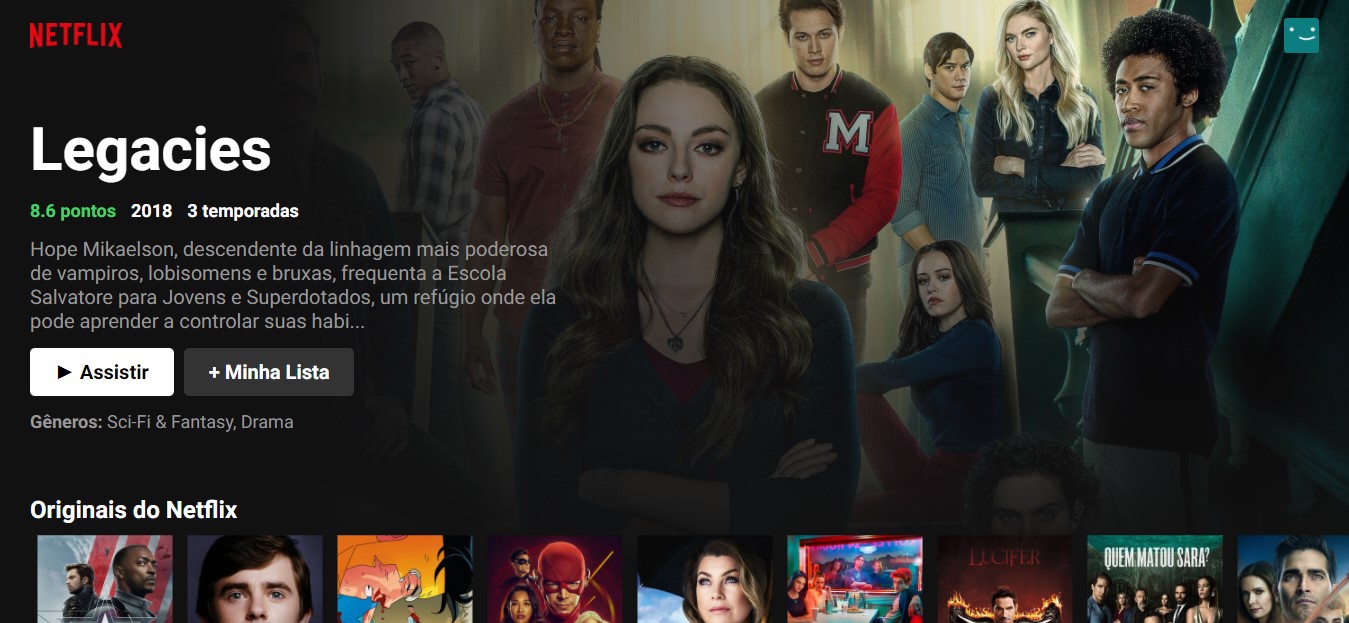 NETFLIX
Legacies
8.6 pontos 2018 3 temporadas
Hope Mikaelson, descendente da linhagem mais poderosa
de vampiros, lobisomens e bruxas, frequenta a Escola
Salvatore para Jovens e Superdotados, um refúgio onde ela
pode aprender a controlar suas habi...
► Assistir
+ Minha Lista
Gêneros: Sci-Fi & Fantasy, Drama
M
Originais do Netflix
LUCIFER
QUEM MATOU SARA?